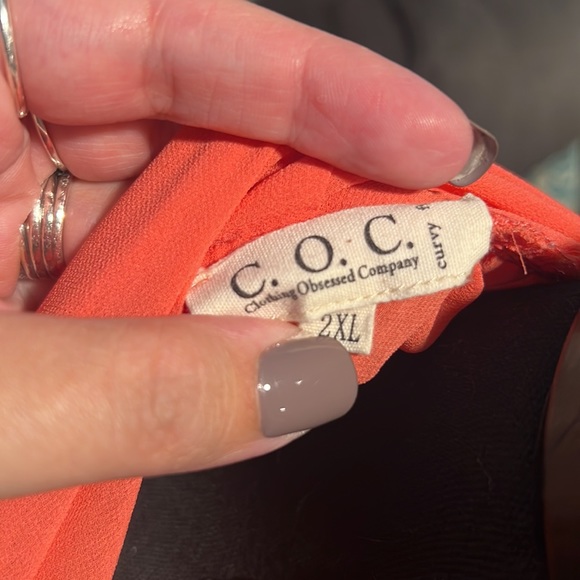 C. O. C.
Clothing Obsessed Company
curvy
2XL